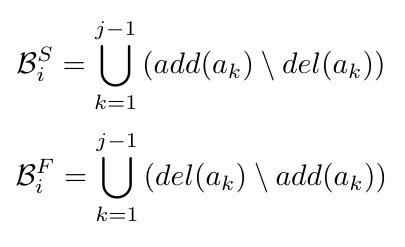 $\mathcal{B}_i^S = \bigcup_{k=1}^{j-1} (add(a_k) \setminus del(a_k))$
$\mathcal{B}_i^F = \bigcup_{k=1}^{j-1} (del(a_k) \setminus add(a_k))$